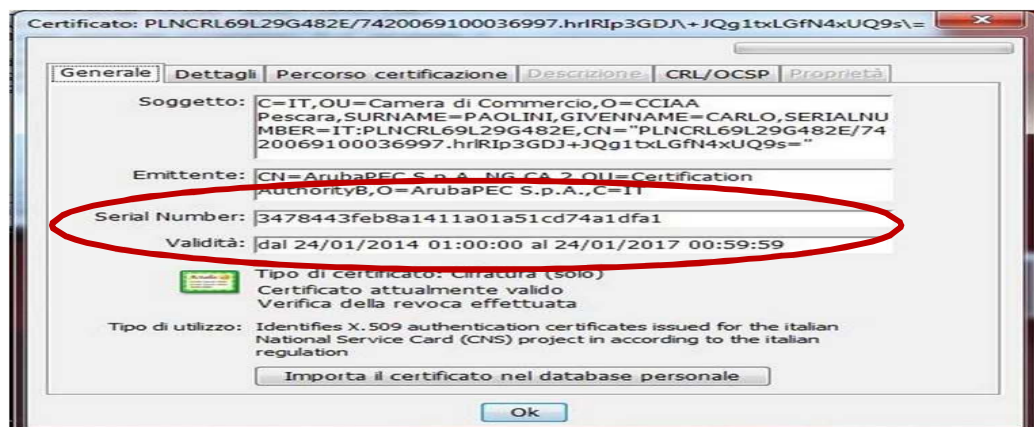 Certificato: PLNCRL69L29G482E/7420069100036997.hrlRIp3GDJ\+JQg1txLGfN4xUQ9s\=
Generale Dettagli Percorso certificazione Descrizione CRL/OCSP Proprietà
Soggetto: C=IT,OU=Camera di Commercio,O=CCIAA
Pescara,SURNAME=PAOLINI,GIVENNAME=CARLO,SERIALNU
MBER=IT:PLNCRL69L29G482E,CN="PLNCRL69L29G482E/74
20069100036997.hrlRIp3GDJ+JQg1txLGfN4xUQ9s="
Emittente: CN=ArubaPEC S.p.A. NG CA 2,OU=Certification
AuthorityB,O=ArubaPEC S.p.A.,C=IT
Serial Number: 3478443feb8a1411a01a51cd74a1dfa1
Validità: dal 24/01/2014 01:00:00 al 24/01/2017 00:59:59
Tipo di certificato: Cifratura (solo)
Certificato attualmente valido
Verifica della revoca effettuata
Tipo di utilizzo: Identifies X.509 authentication certificates issued for the italian
National Service Card (CNS) project in according to the italian
regulation
Importa il certificato nel database personale
Ok